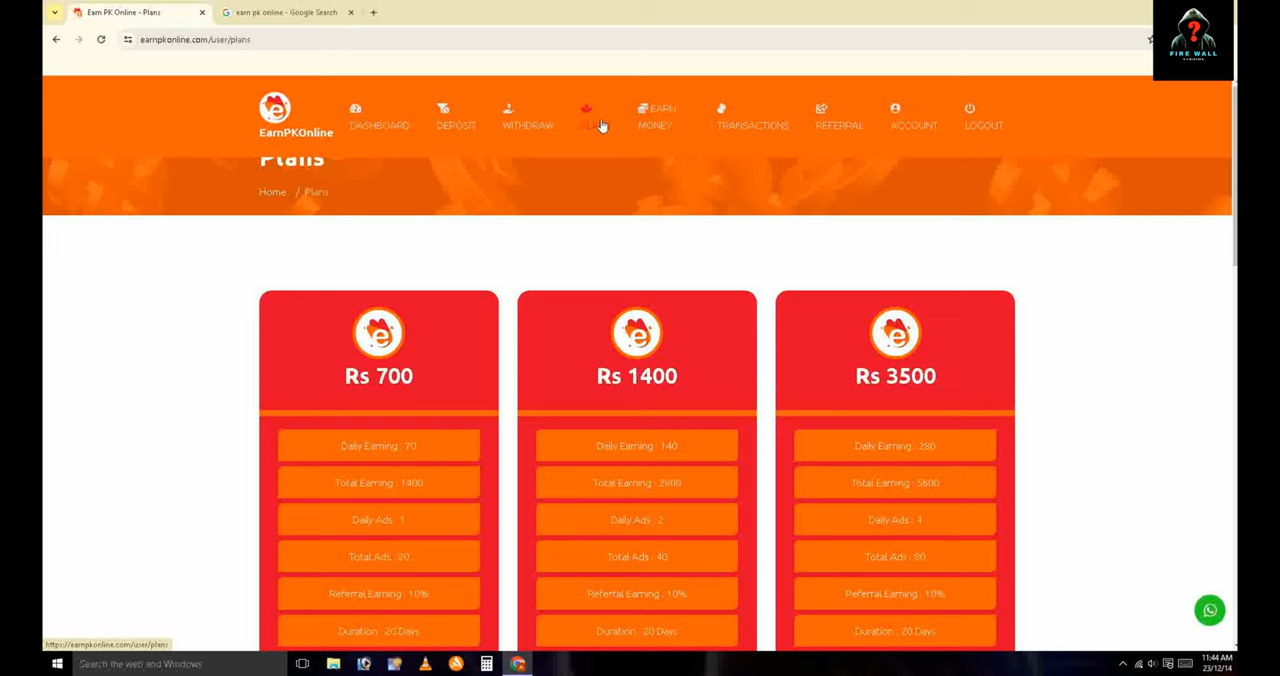 Earn PK Online - Plans
earn pk online - Google Search
earnpkonline.com/user/plans
?
FIRE WALL
EarnPKOnline
DASHBOARD
DEPOSIT
WITHDRAW
EARN
MONEY
TRANSACTIONS
REFERRAL
ACCOUNT
LOGOUT
Plans
Home / Plans
Rs 700
Daily Earning : 70
Total Earning : 1400
Daily Ads : 1
Total Ads : 20
Referral Earning : 10%
Duration : 20 Days
Rs 1400
Daily Earning : 140
Total Earning : 2800
Daily Ads : 2
Total Ads : 40
Referral Earning : 10%
Duration : 20 Days
Rs 3500
Daily Earning : 280
Total Earning : 5600
Daily Ads : 4
Total Ads : 80
Referral Earning : 10%
Duration : 20 Days
https://earnpkonline.com/user/plans
Search the web and Windows
11:44 AM
23/12/14